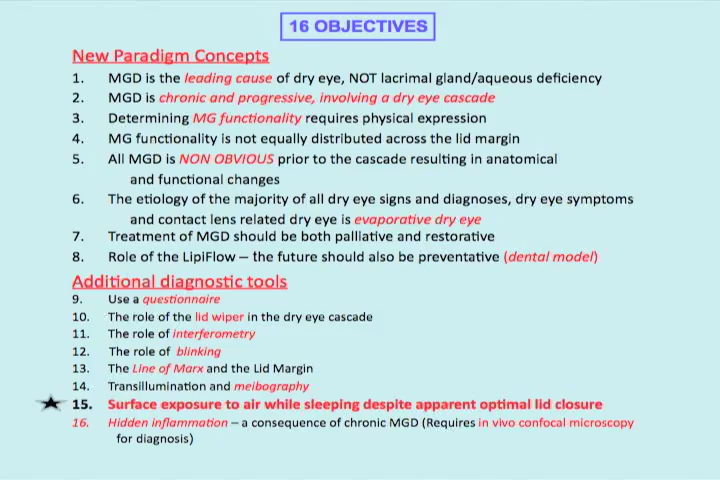 16 OBJECTIVES
New Paradigm Concepts
1. MGD is the leading cause of dry eye, NOT lacrimal gland/aqueous deficiency
2. MGD is chronic and progressive, involving a dry eye cascade
3. Determining MG functionality requires physical expression
4. MG functionality is not equally distributed across the lid margin
5. All MGD is NON OBVIOUS prior to the cascade resulting in anatomical
and functional changes
6. The etiology of the majority of all dry eye signs and diagnoses, dry eye symptoms
and contact lens related dry eye is evaporative dry eye
7. Treatment of MGD should be both palliative and restorative
8. Role of the LipiFlow – the future should also be preventative (dental model)
Additional diagnostic tools
9. Use a questionnaire
10. The role of the lid wiper in the dry eye cascade
11. The role of interferometry
12. The role of blinking
13. The Line of Marx and the Lid Margin
14. Transillumination and meibography
15. Surface exposure to air while sleeping despite apparent optimal lid closure
16. Hidden inflammation – a consequence of chronic MGD (Requires in vivo confocal microscopy
for diagnosis)